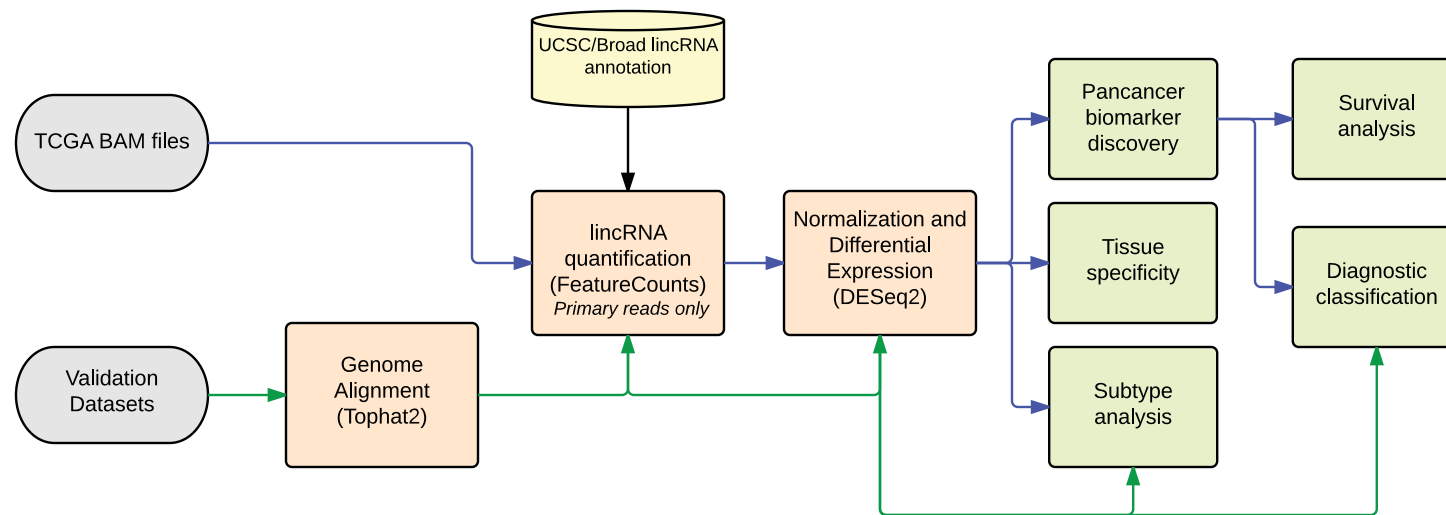 UCSC/Broad lincRNA
annotation
TCGA BAM files
lincRNA
quantification
(FeatureCounts)
Primary reads only
Normalization and
Differential
Expression
(DESeq2)
Pancancer
biomarker
discovery
Survival
analysis
Tissue
specificity
Diagnostic
classification
Validation
Datasets
Genome
Alignment
(Tophat2)
Subtype
analysis